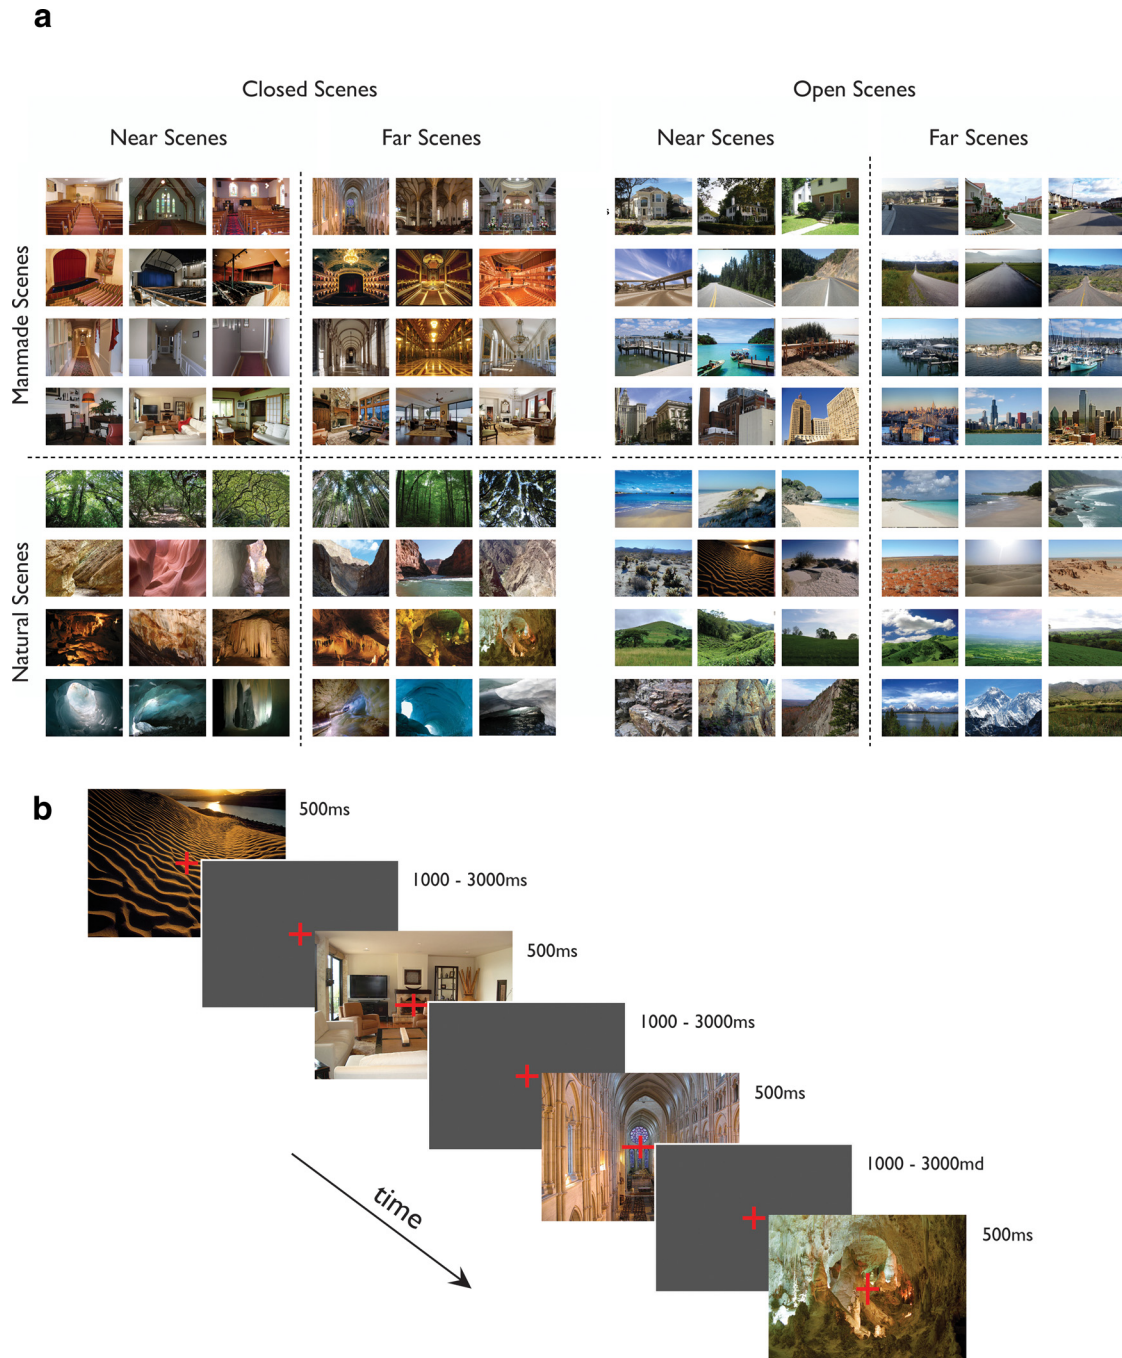 a
Closed Scenes
Open Scenes
Near Scenes
Far Scenes
Near Scenes
Far Scenes
Manmade Scenes
Natural Scenes
b
500ms
1000 - 3000ms
500ms
1000 - 3000ms
500ms
1000 - 3000md
500ms
time